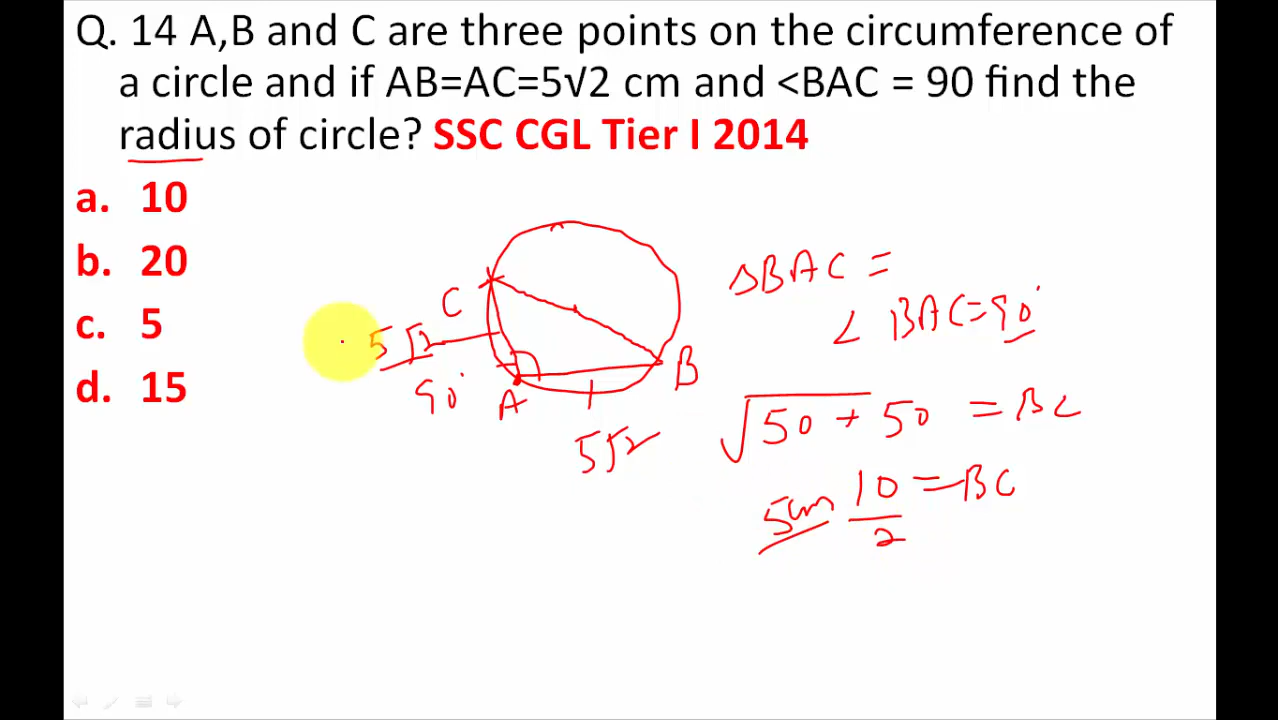 Q. 14 A,B and C are three points on the circumference of
a circle and if AB=AC=5√2 cm and <BAC = 90 find the
radius of circle? SSC CGL Tier I 2014
a. 10
b. 20
c. 5
d. 15
C
5√2
90°
A
B
5√2
△BAC =
∠BAC=90°
√50 + 50 = BC
10 = BC
5cm
2